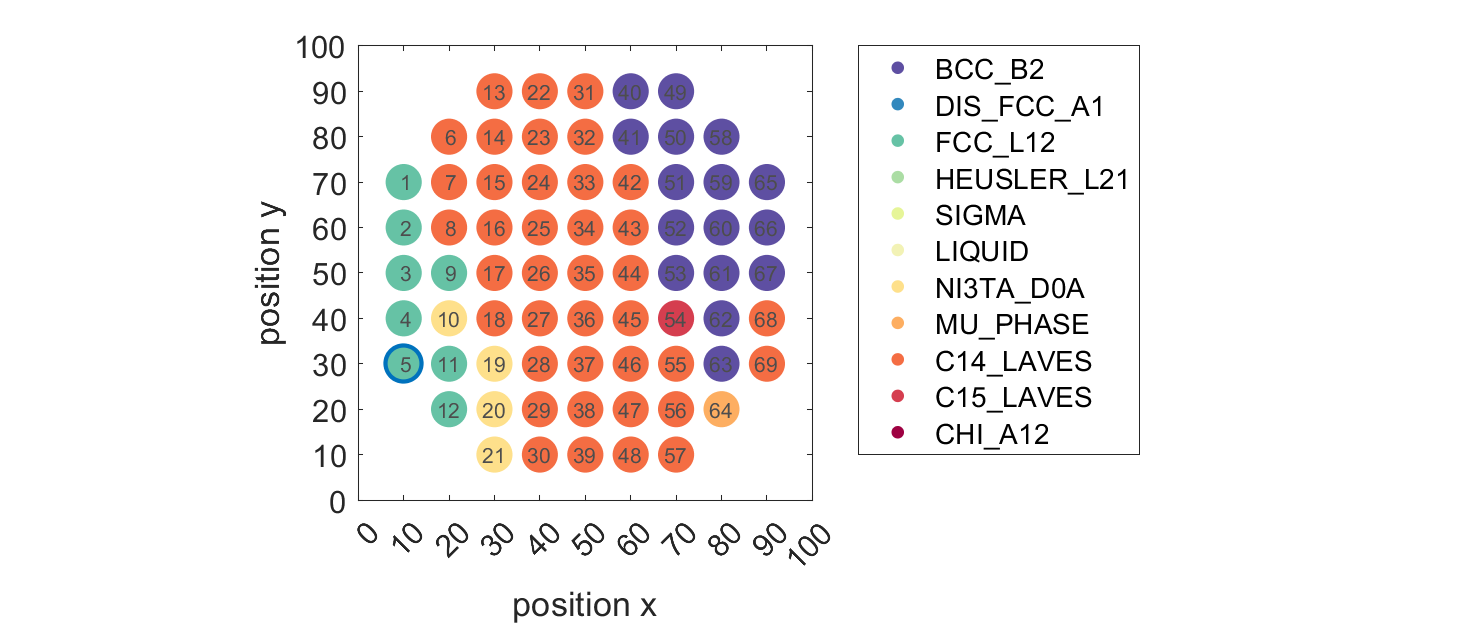 100
90 13 22 31 40 49
80 6 14 23 32 41 50 58
70 1 7 15 24 33 42 51 59 65
60 2 8 16 25 34 43 52 60 66
50 3 9 17 26 35 44 53 61 67
40 4 10 18 27 36 45 54 62 68
30 5 11 19 28 37 46 55 63 69
20 12 20 29 38 47 56 64
10 21 30 39 48 57
0
0 10 20 30 40 50 60 70 80 90 100
position x
position y
BCC_B2
DIS_FCC_A1
FCC_L12
HEUSLER_L21
SIGMA
LIQUID
NI3TA_D0A
MU_PHASE
C14_LAVES
C15_LAVES
CHI_A12